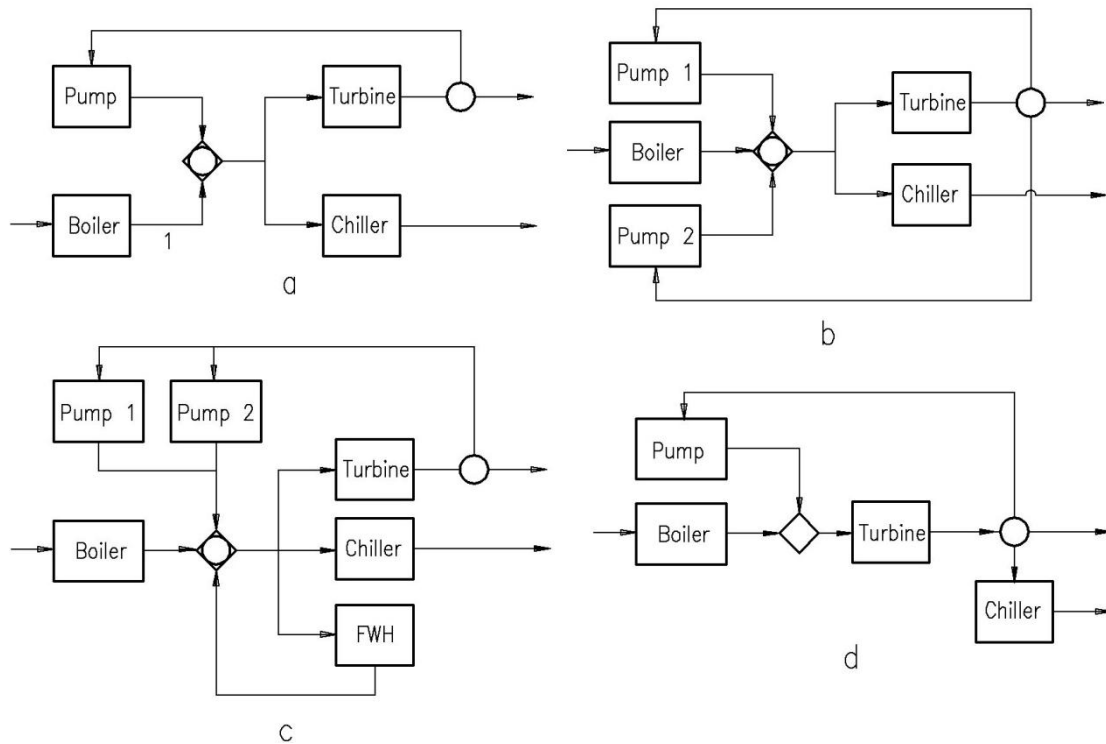 Pump
Turbine
Boiler
1
Chiller
a
Pump 1
Turbine
Boiler
Chiller
Pump 2
b
Pump 1
Pump 2
Turbine
Boiler
Chiller
FWH
c
Pump
Boiler
Turbine
Chiller
d